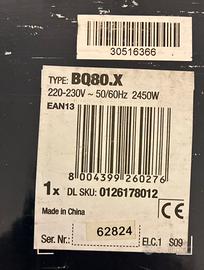 30516366
TYPE: BQ80.X
220-230V ~ 50/60Hz 2450W
EAN13
8 004399 260276
1x DL SKU: 0126178012
Made in China
CE
Ser. Nr.: 62824 ELC.1 S09